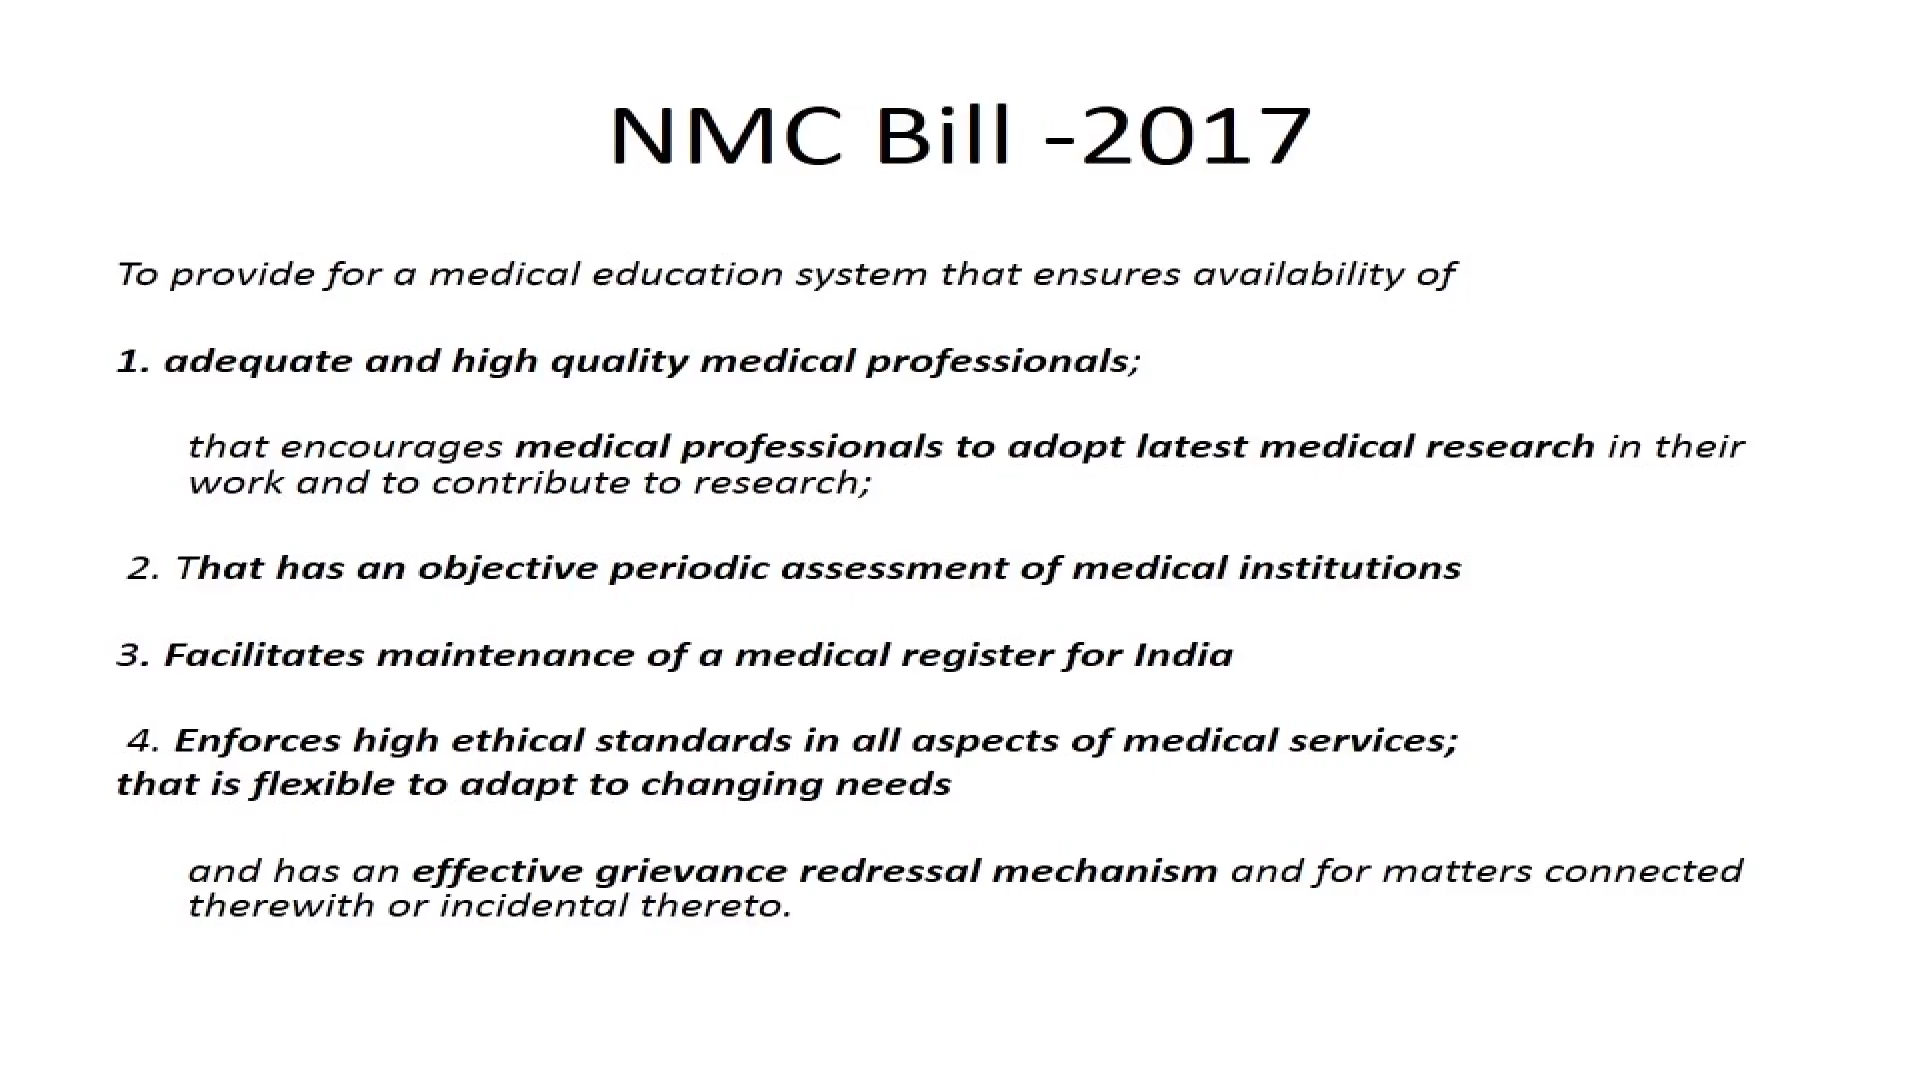 NMC Bill -2017
To provide for a medical education system that ensures availability of
1. adequate and high quality medical professionals;
that encourages medical professionals to adopt latest medical research in their
work and to contribute to research;
2. That has an objective periodic assessment of medical institutions
3. Facilitates maintenance of a medical register for India
4. Enforces high ethical standards in all aspects of medical services;
that is flexible to adapt to changing needs
and has an effective grievance redressal mechanism and for matters connected
therewith or incidental thereto.